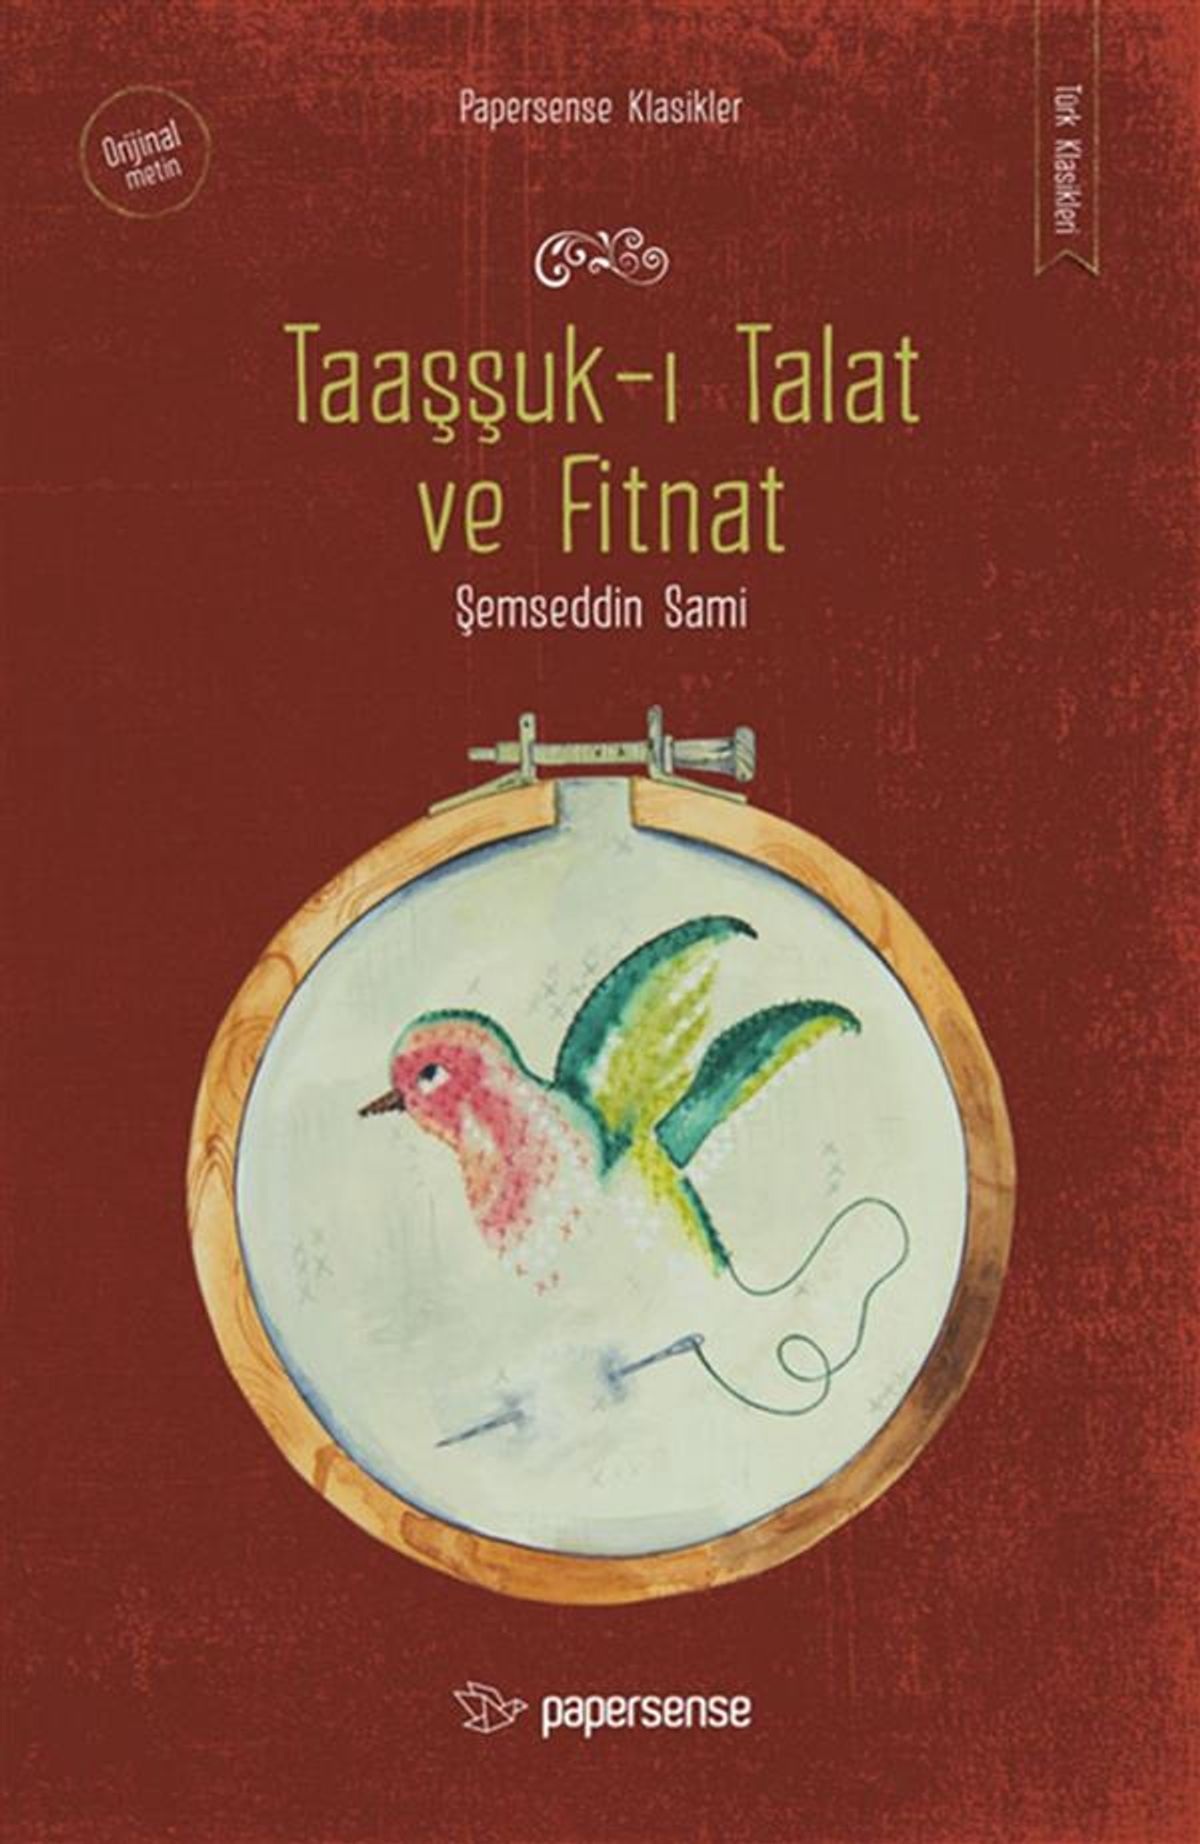 Papersense Klasikler
Orijinal
metin
Türk Klasikleri
Taaşşuk-ı Talat
ve Fitnat
Şemseddin Sami
papersense